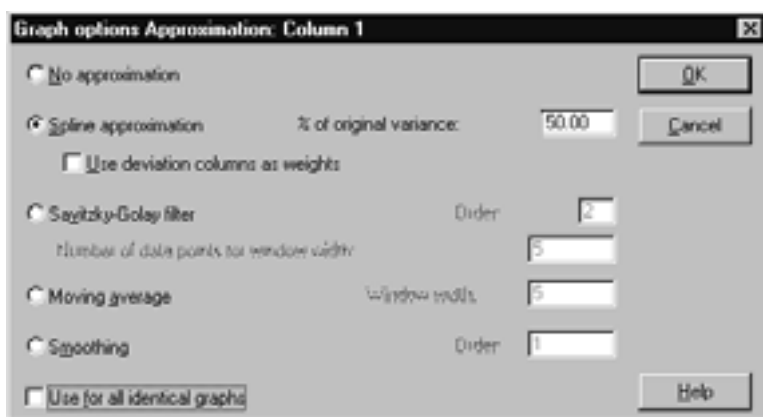 Graph options Approximation: Column 1
No approximation
OK
Spline approximation % of original variance: 50.00
Cancel
Use deviation columns as weights
Savitzky-Golay filter Order 2
Number of data points for window width 5
Moving average Window width, 5
Smoothing Order 1
Use for all identical graphs
Help